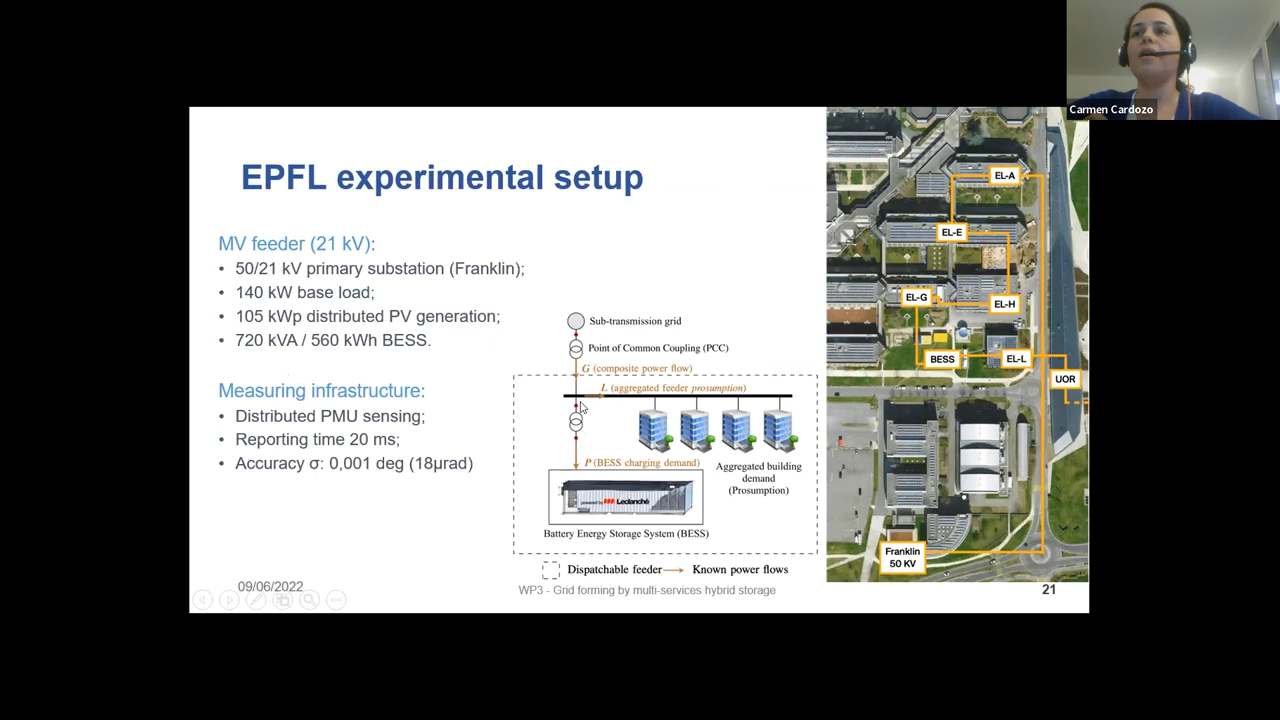 Carmen Cardozo
EPFL experimental setup
MV feeder (21 kV):
• 50/21 kV primary substation (Franklin);
• 140 kW base load;
• 105 kWp distributed PV generation;
• 720 kVA / 560 kWh BESS.
Measuring infrastructure:
• Distributed PMU sensing;
• Reporting time 20 ms;
• Accuracy σ: 0,001 deg (18μrad)
Sub-transmission grid
Point of Common Coupling (PCC)
G (composite power flow)
L (aggregated feeder prosumption)
P (BESS charging demand)
Aggregated building
demand
(Prosumption)
powered by Leclanché
Battery Energy Storage System (BESS)
Dispatchable feeder
Known power flows
EL-A
EL-E
EL-G
EL-H
BESS
EL-L
UOR
Franklin
50 KV
09/06/2022
WP3 - Grid forming by multi-services hybrid storage
21